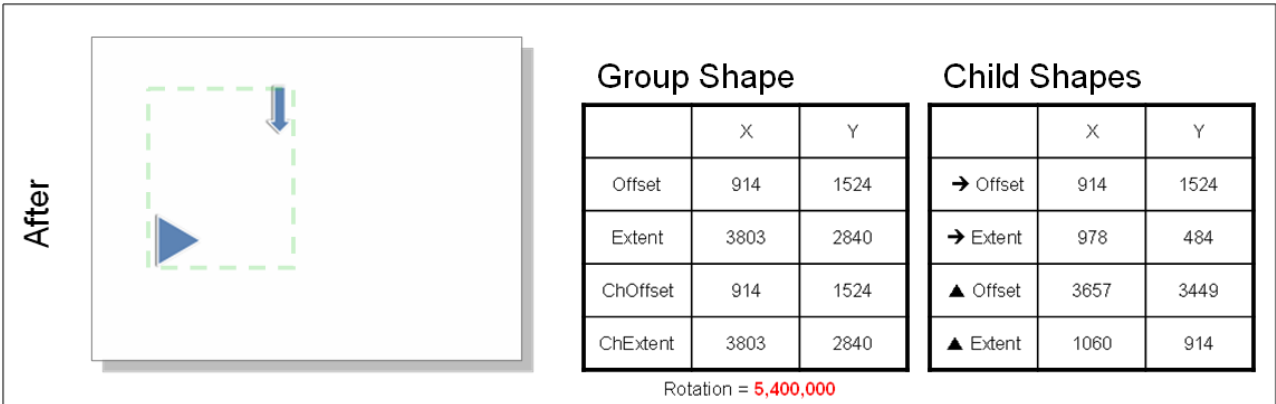 After
Group Shape
X Y
Offset 914 1524
Extent 3803 2840
ChOffset 914 1524
ChExtent 3803 2840
Rotation = 5,400,000
Child Shapes
X Y
➔ Offset 914 1524
➔ Extent 978 484
▲ Offset 3657 3449
▲ Extent 1060 914